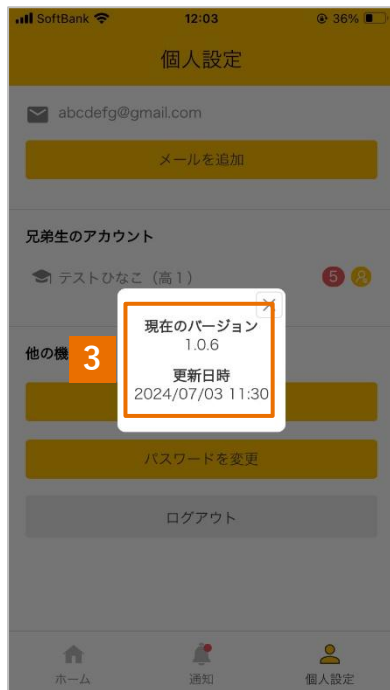 SoftBank 12:03 36%
個人設定
abcdefg@gmail.com
メールを追加
兄弟生のアカウント
テストひなこ（高1） 5
現在のバージョン
1.0.6
他の機
3
更新日時
2024/07/03 11:30
パスワードを変更
ログアウト
ホーム 通知 個人設定